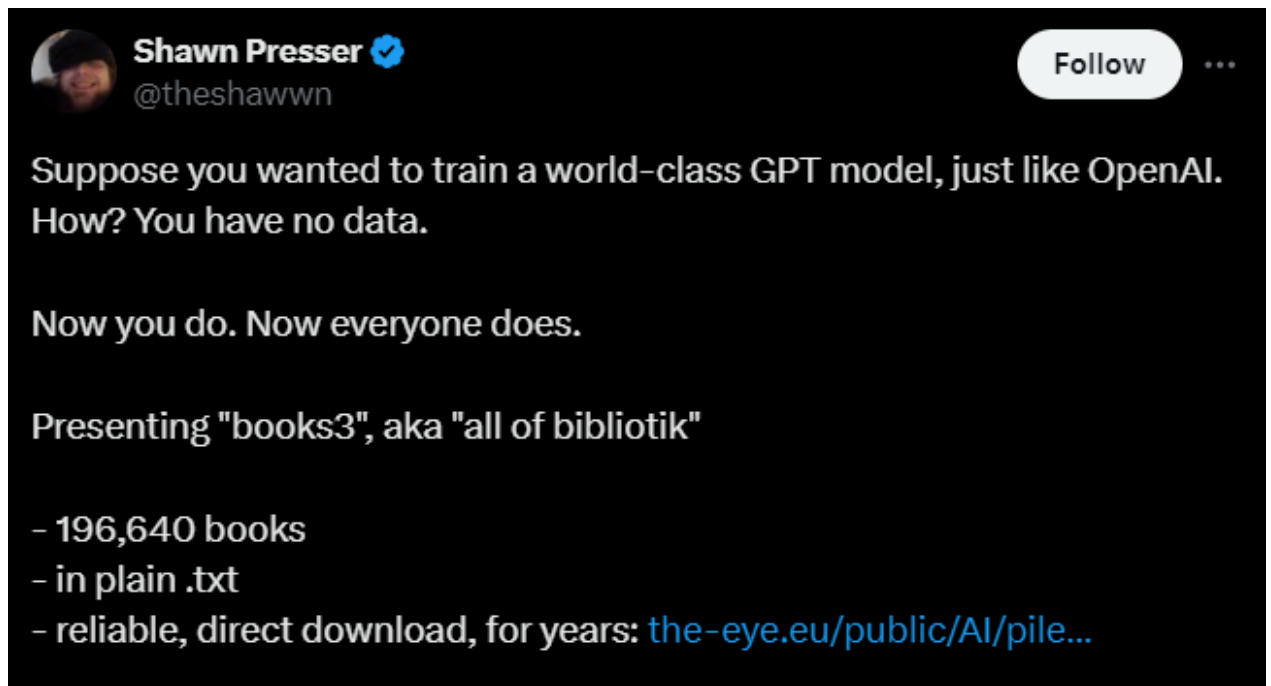 Shawn Presser
@theshawwn
Follow
Suppose you wanted to train a world-class GPT model, just like OpenAI.
How? You have no data.
Now you do. Now everyone does.
Presenting "books3", aka "all of bibliotik"
- 196,640 books
- in plain .txt
- reliable, direct download, for years: the-eye.eu/public/AI/pile...